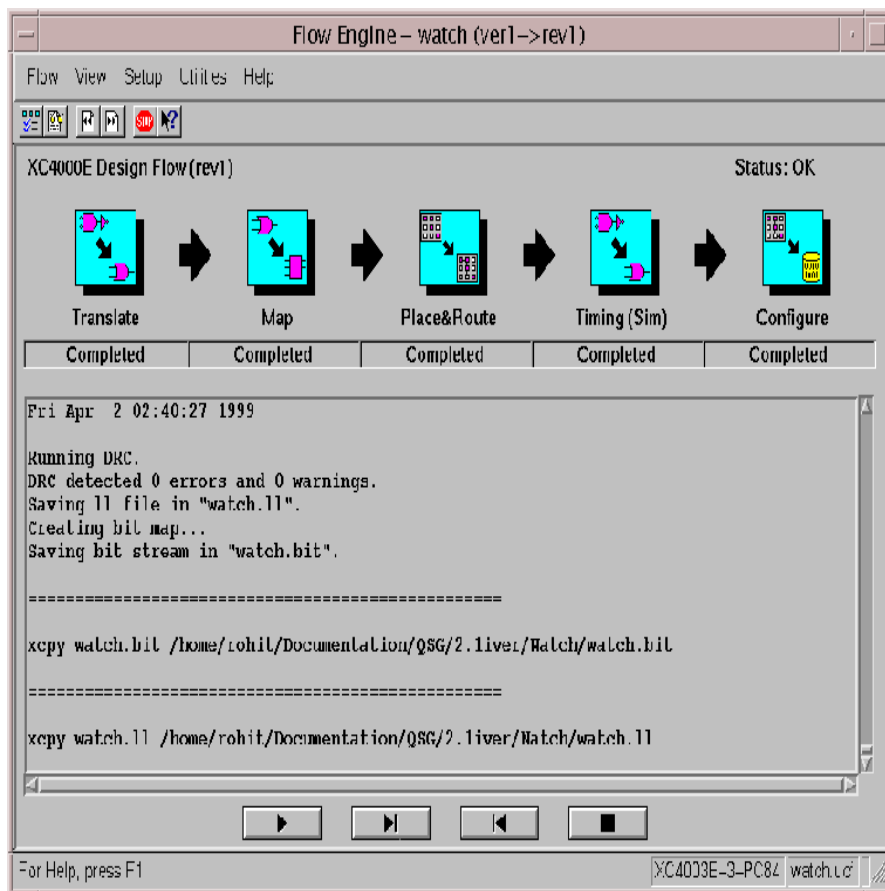 Flow Engine - watch (ver1->rev1)
Flow View Setup Utilities Help
STOP
XC4000E Design Flow (rev1) Status: OK
Translate Map Place&Route Timing (Sim) Configure
Completed Completed Completed Completed Completed
Fri Apr 2 02:40:27 1999
Running DRC.
DRC detected 0 errors and 0 warnings.
Saving ll file in "watch.ll".
Creating bit map...
Saving bit stream in "watch.bit".
==================================================
xcpy watch.bit /home/rohit/Documentation/QSG/2.1iver/Watch/watch.bit
==================================================
xcpy watch.ll /home/rohit/Documentation/QSG/2.1iver/Watch/watch.ll
For Help, press F1 XC4003E-3-PC84 watch.ucf